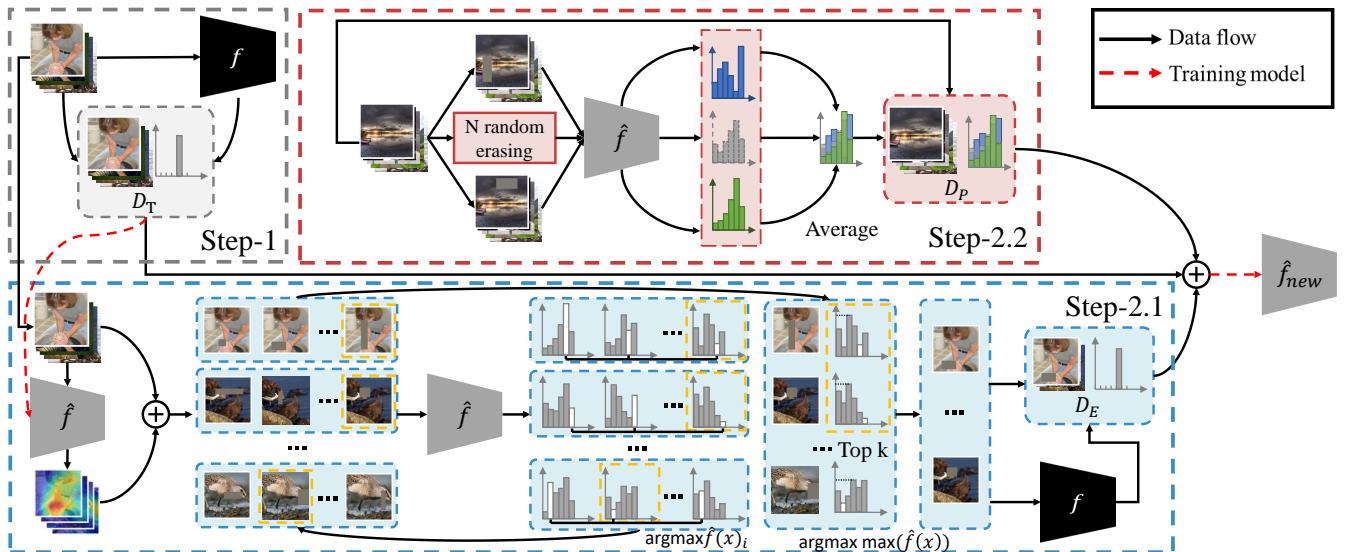 f
D_T
Step-1
N random
erasing
f̂
Average
D_P
Step-2.2
Data flow
Training model
f̂_new
f̂
f̂
argmaxf̂(x)_i
Top k
argmax max(f̂(x))
Step-2.1
D_E
f